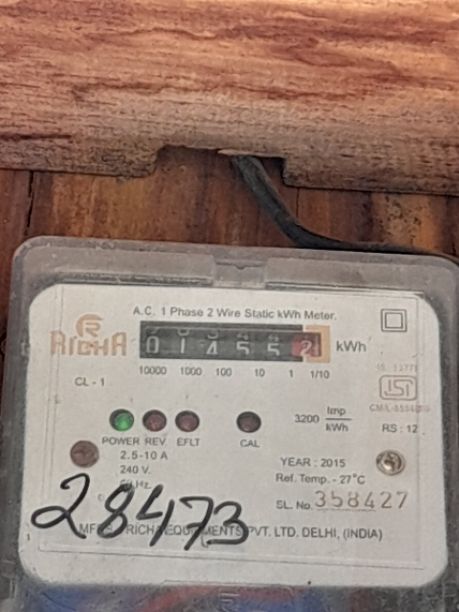 A.C. 1 Phase 2 Wire Static kWh Meter.
RICHA
014552 kWh
10000 1000 100 10 1 1/10
CL - 1
ISI
3200 Imp/kWh
RS : 12
POWER REV EFLT CAL
2.5-10 A
240 V.
Hz.
YEAR : 2015
Ref. Temp. - 27°C
SL. No. 358427
28473
RICHA EQUIPMENTS PVT. LTD. DELHI, (INDIA)